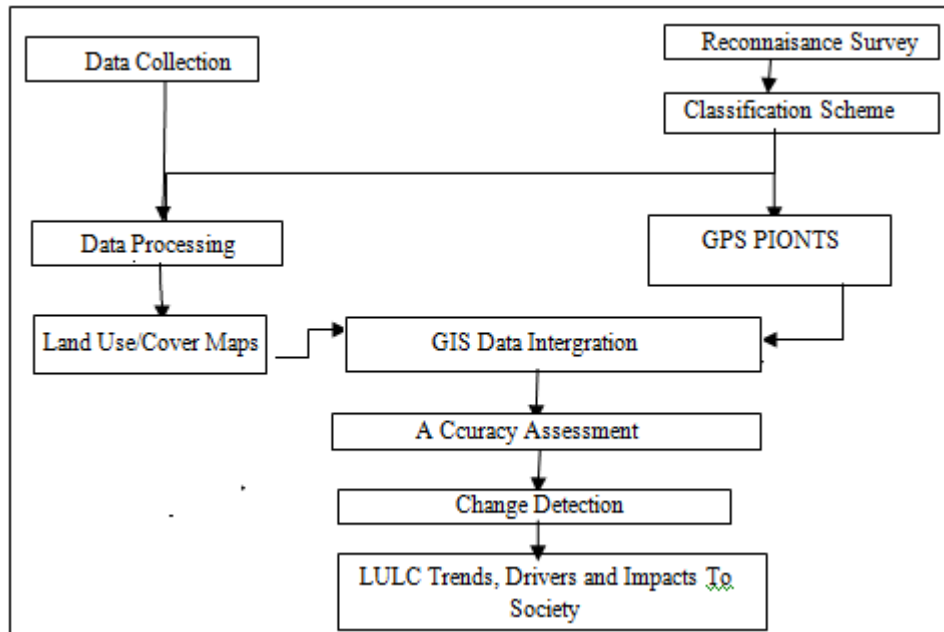 Data Collection
Reconnaisance Survey
Classification Scheme
Data Processing
GPS PIONTS
Land Use/Cover Maps
GIS Data Intergration
A Ccuracy Assessment
Change Detection
LULC Trends, Drivers and Impacts To
Society